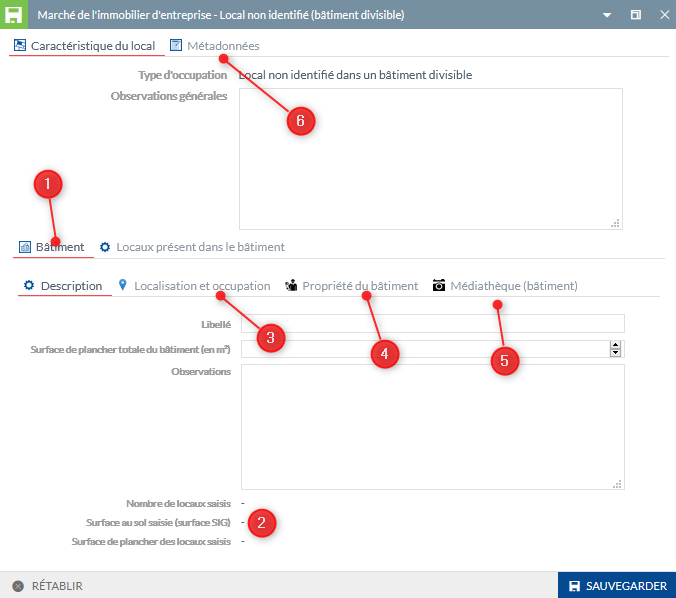 Marché de l'immobilier d'entreprise - Local non identifié (bâtiment divisible)
Caractéristique du local Métadonnées
Type d'occupation Local non identifié dans un bâtiment divisible
Observations générales
6
1
Bâtiment Locaux présent dans le bâtiment
Description Localisation et occupation Propriété du bâtiment Médiathèque (bâtiment)
Libellé
3
Surface de plancher totale du bâtiment (en m²)
4
5
Observations
Nombre de locaux saisis -
Surface au sol saisie (surface SIG) - 2
Surface de plancher des locaux saisis -
RÉTABLIR SAUVEGARDER